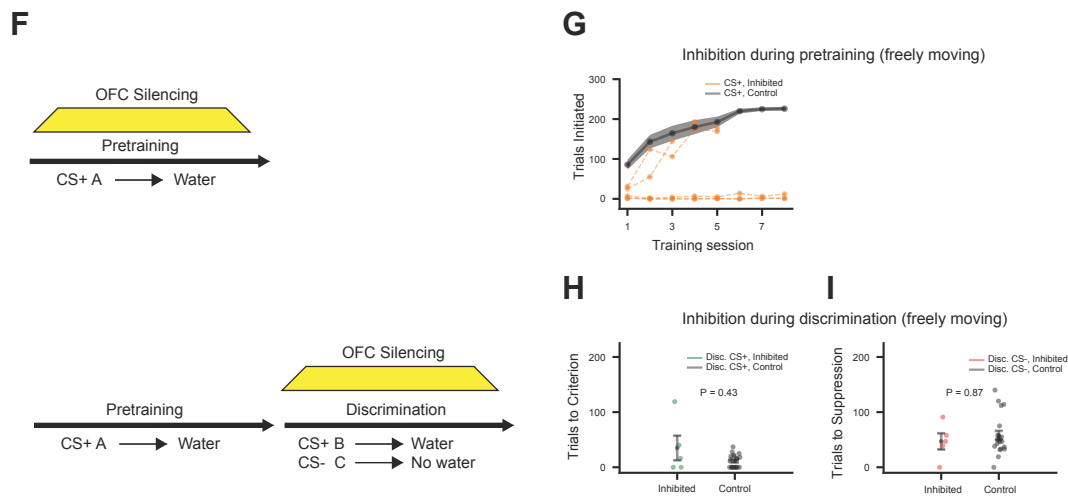 F
OFC Silencing
Pretraining
CS+ A Water
OFC Silencing
Pretraining Discrimination
CS+ A Water CS+ B Water
CS- C No water
G
Inhibition during pretraining (freely moving)
CS+, Inhibited
CS+, Control
Trials Initiated
300
200
100
0
1 3 5 7
Training session
H I
Inhibition during discrimination (freely moving)
Disc. CS+, Inhibited
Disc. CS+, Control
P = 0.43
Trials to Criterion
200
100
0
Inhibited Control
Disc. CS-, Inhibited
Disc. CS-, Control
P = 0.87
Trials to Suppression
200
100
0
Inhibited Control